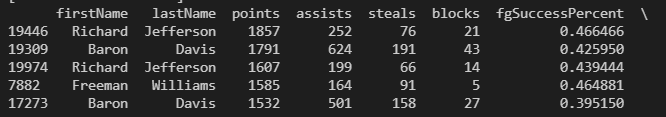 firstName lastName points assists steals blocks fgSuccessPercent \
19446 Richard Jefferson 1857 252 76 21 0.466466
19309 Baron Davis 1791 624 191 43 0.425950
19974 Richard Jefferson 1607 199 66 14 0.439444
7882 Freeman Williams 1585 164 91 5 0.464881
17273 Baron Davis 1532 501 158 27 0.395150